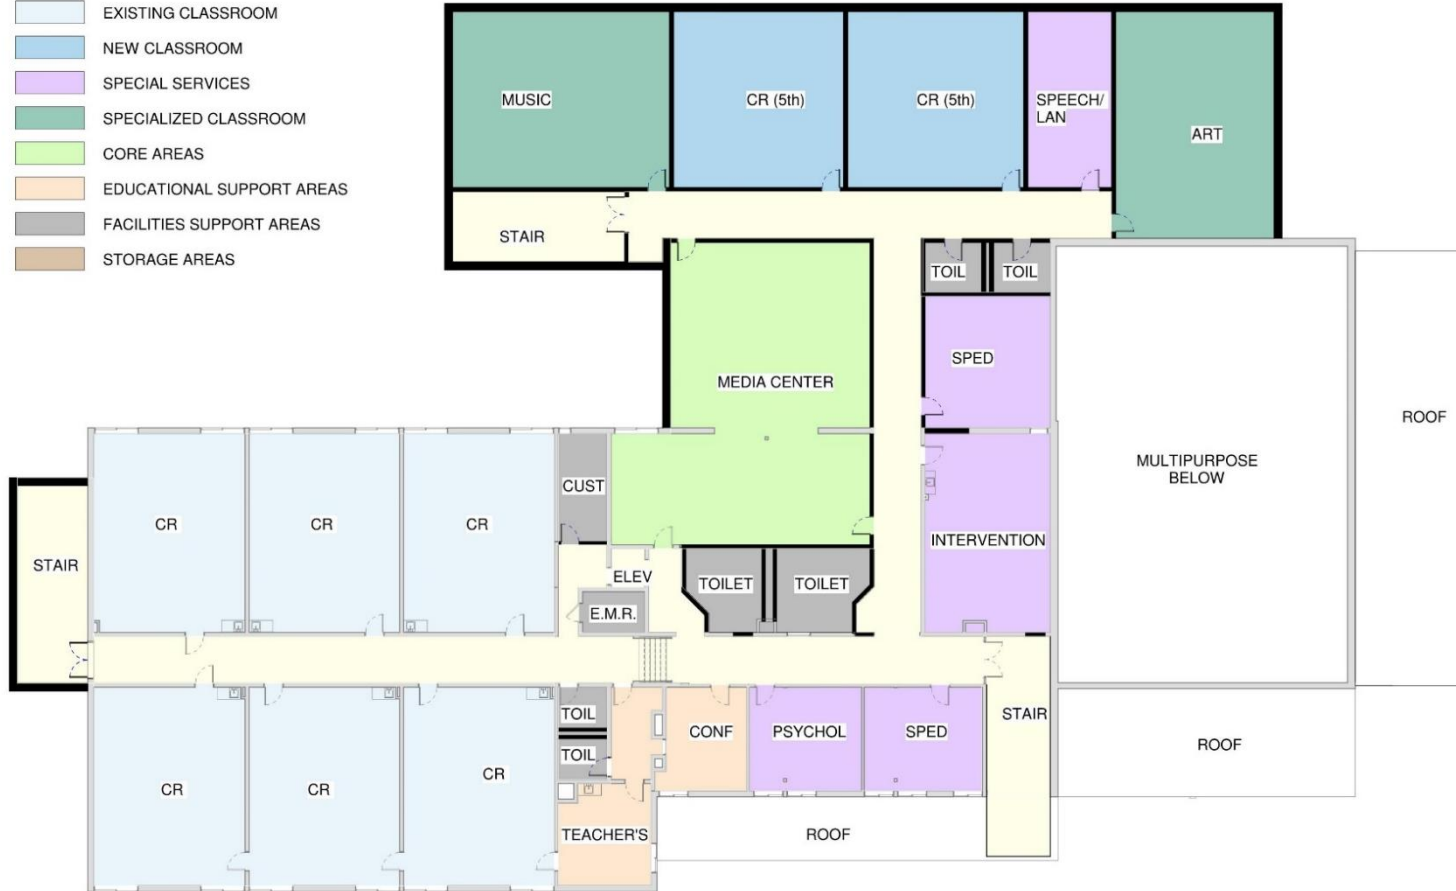 EXISTING CLASSROOM
NEW CLASSROOM
SPECIAL SERVICES
SPECIALIZED CLASSROOM
CORE AREAS
EDUCATIONAL SUPPORT AREAS
FACILITIES SUPPORT AREAS
STORAGE AREAS
MUSIC
CR (5th)
CR (5th)
SPEECH/
LAN
ART
STAIR
TOIL
TOIL
SPED
MEDIA CENTER
ROOF
MULTIPURPOSE
BELOW
CUST
CR
CR
CR
INTERVENTION
STAIR
ELEV
TOILET
TOILET
E.M.R.
TOIL
STAIR
CONF
PSYCHOL
SPED
ROOF
TOIL
CR
CR
CR
TEACHER'S
ROOF